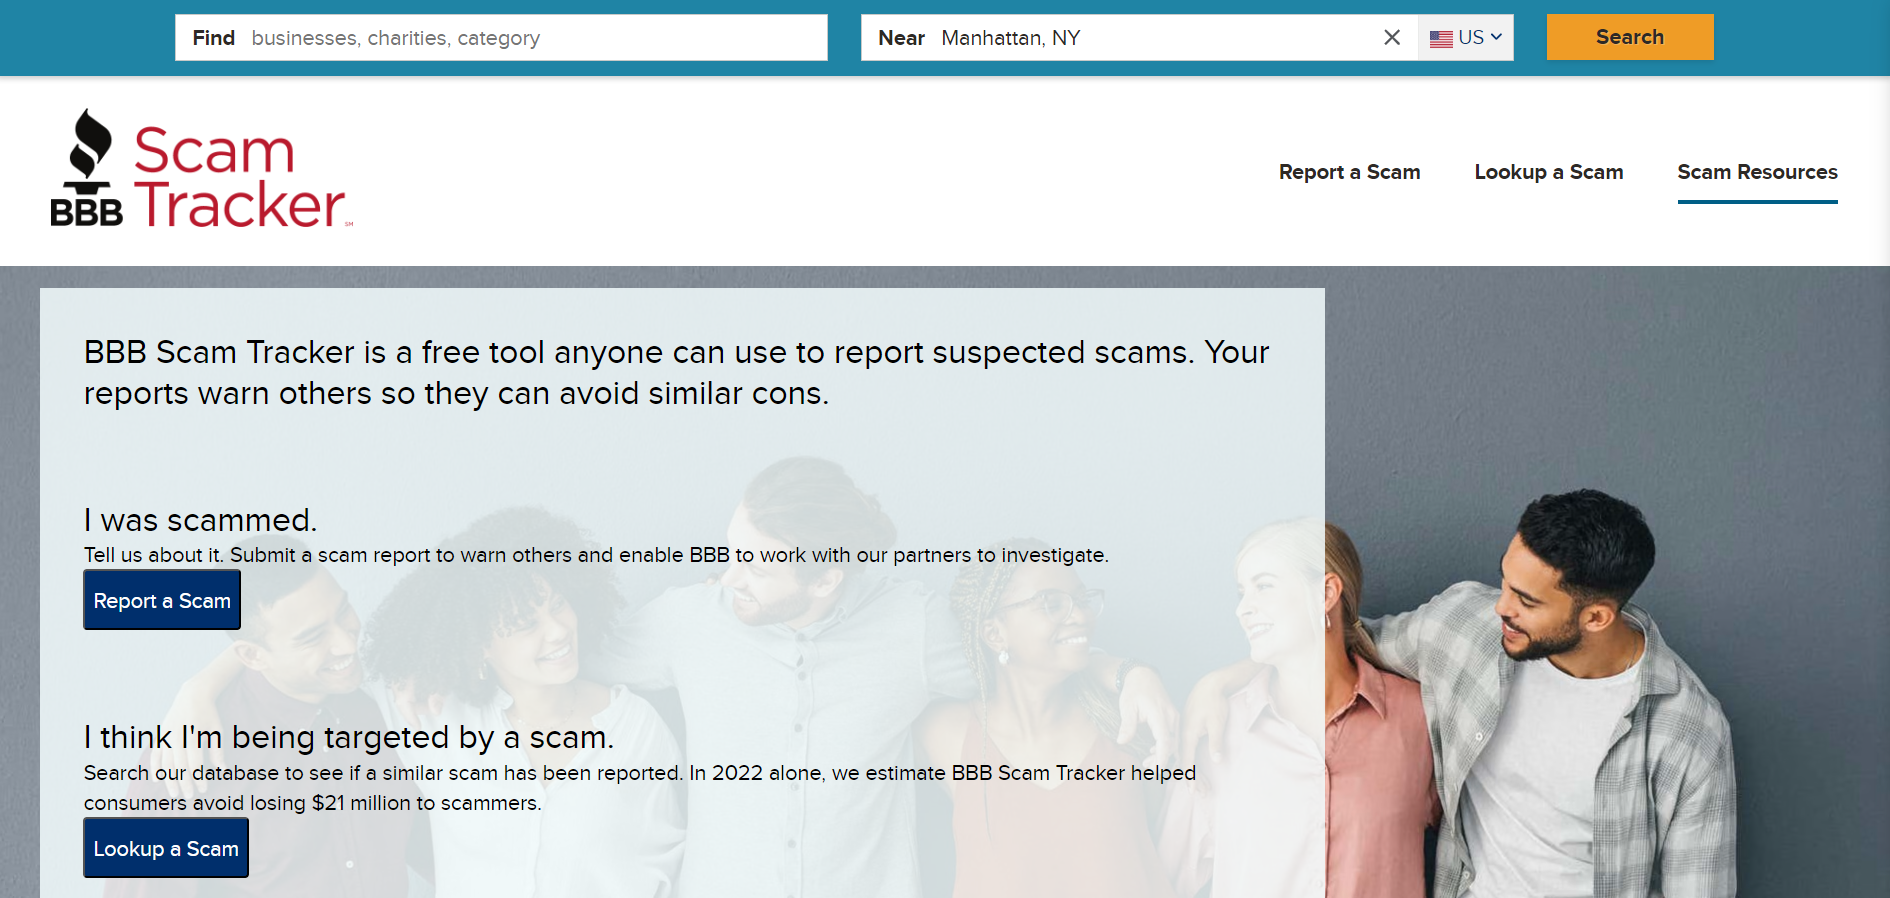 Find businesses, charities, category
Near Manhattan, NY
US
Search
BBB
Scam
Tracker
SM
Report a Scam
Lookup a Scam
Scam Resources
BBB Scam Tracker is a free tool anyone can use to report suspected scams. Your
reports warn others so they can avoid similar cons.
I was scammed.
Tell us about it. Submit a scam report to warn others and enable BBB to work with our partners to investigate.
Report a Scam
I think I'm being targeted by a scam.
Search our database to see if a similar scam has been reported. In 2022 alone, we estimate BBB Scam Tracker helped
consumers avoid losing $21 million to scammers.
Lookup a Scam